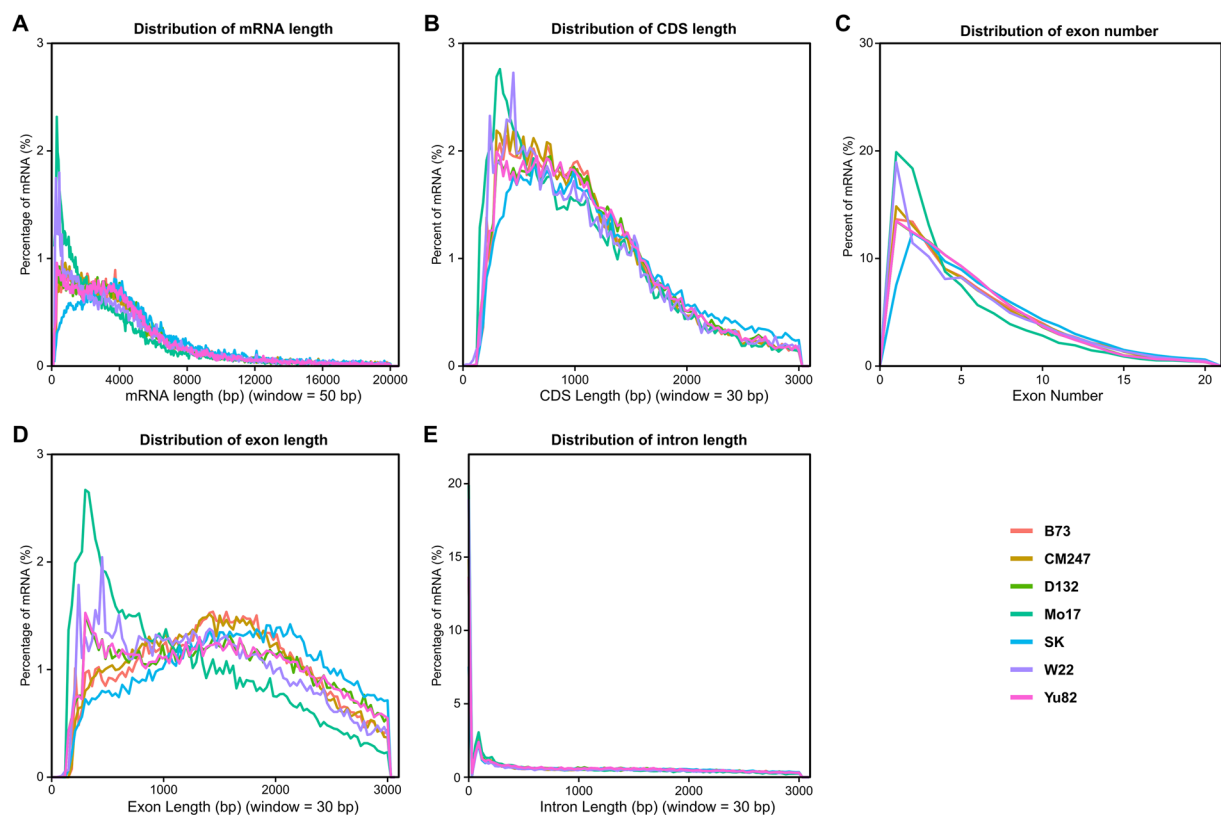 A
Distribution of mRNA length
Percentage of mRNA (%)
3
2
1
0
0 4000 8000 12000 16000 20000
mRNA length (bp) (window = 50 bp)
B
Distribution of CDS length
Percent of mRNA (%)
3
2
1
0
0 1000 2000 3000
CDS Length (bp) (window = 30 bp)
C
Distribution of exon number
Percent of mRNA (%)
30
20
10
0
0 5 10 15 20
Exon Number
D
Distribution of exon length
Percentage of mRNA (%)
3
2
1
0
0 1000 2000 3000
Exon Length (bp) (window = 30 bp)
E
Distribution of intron length
Percentage of mRNA (%)
20
15
10
5
0
0 1000 2000 3000
Intron Length (bp) (window = 30 bp)
B73
CM247
D132
Mo17
SK
W22
Yu82